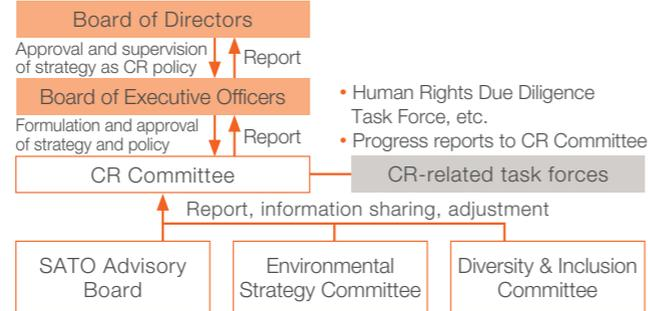 Board of Directors
Approval and supervision
of strategy as CR policy
Report
Board of Executive Officers
Formulation and approval
of strategy and policy
Report
• Human Rights Due Diligence
Task Force, etc.
• Progress reports to CR Committee
CR Committee
CR-related task forces
Report, information sharing, adjustment
SATO Advisory
Board
Environmental
Strategy Committee
Diversity & Inclusion
Committee